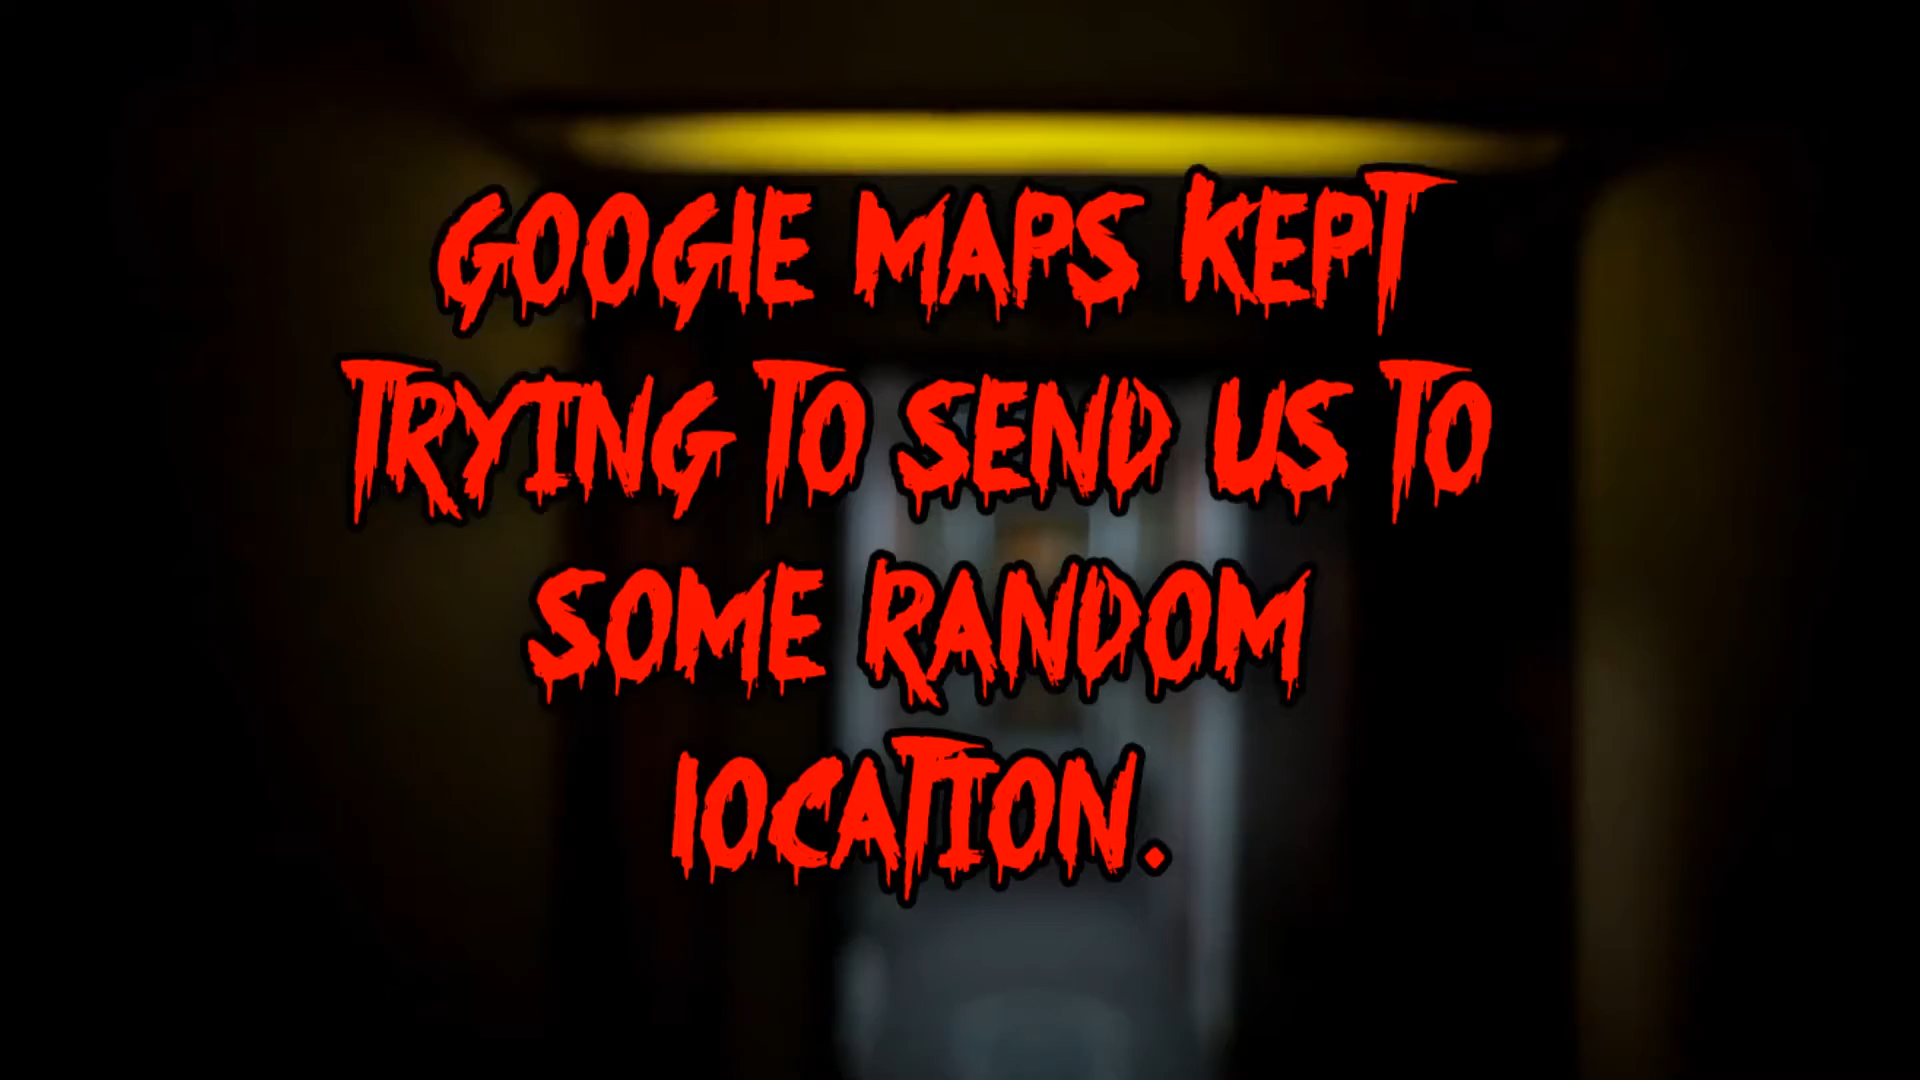 GOOGlE MAPS KEPT
TRYING TO SEND US TO
SOME RANDOM
lOCATION.